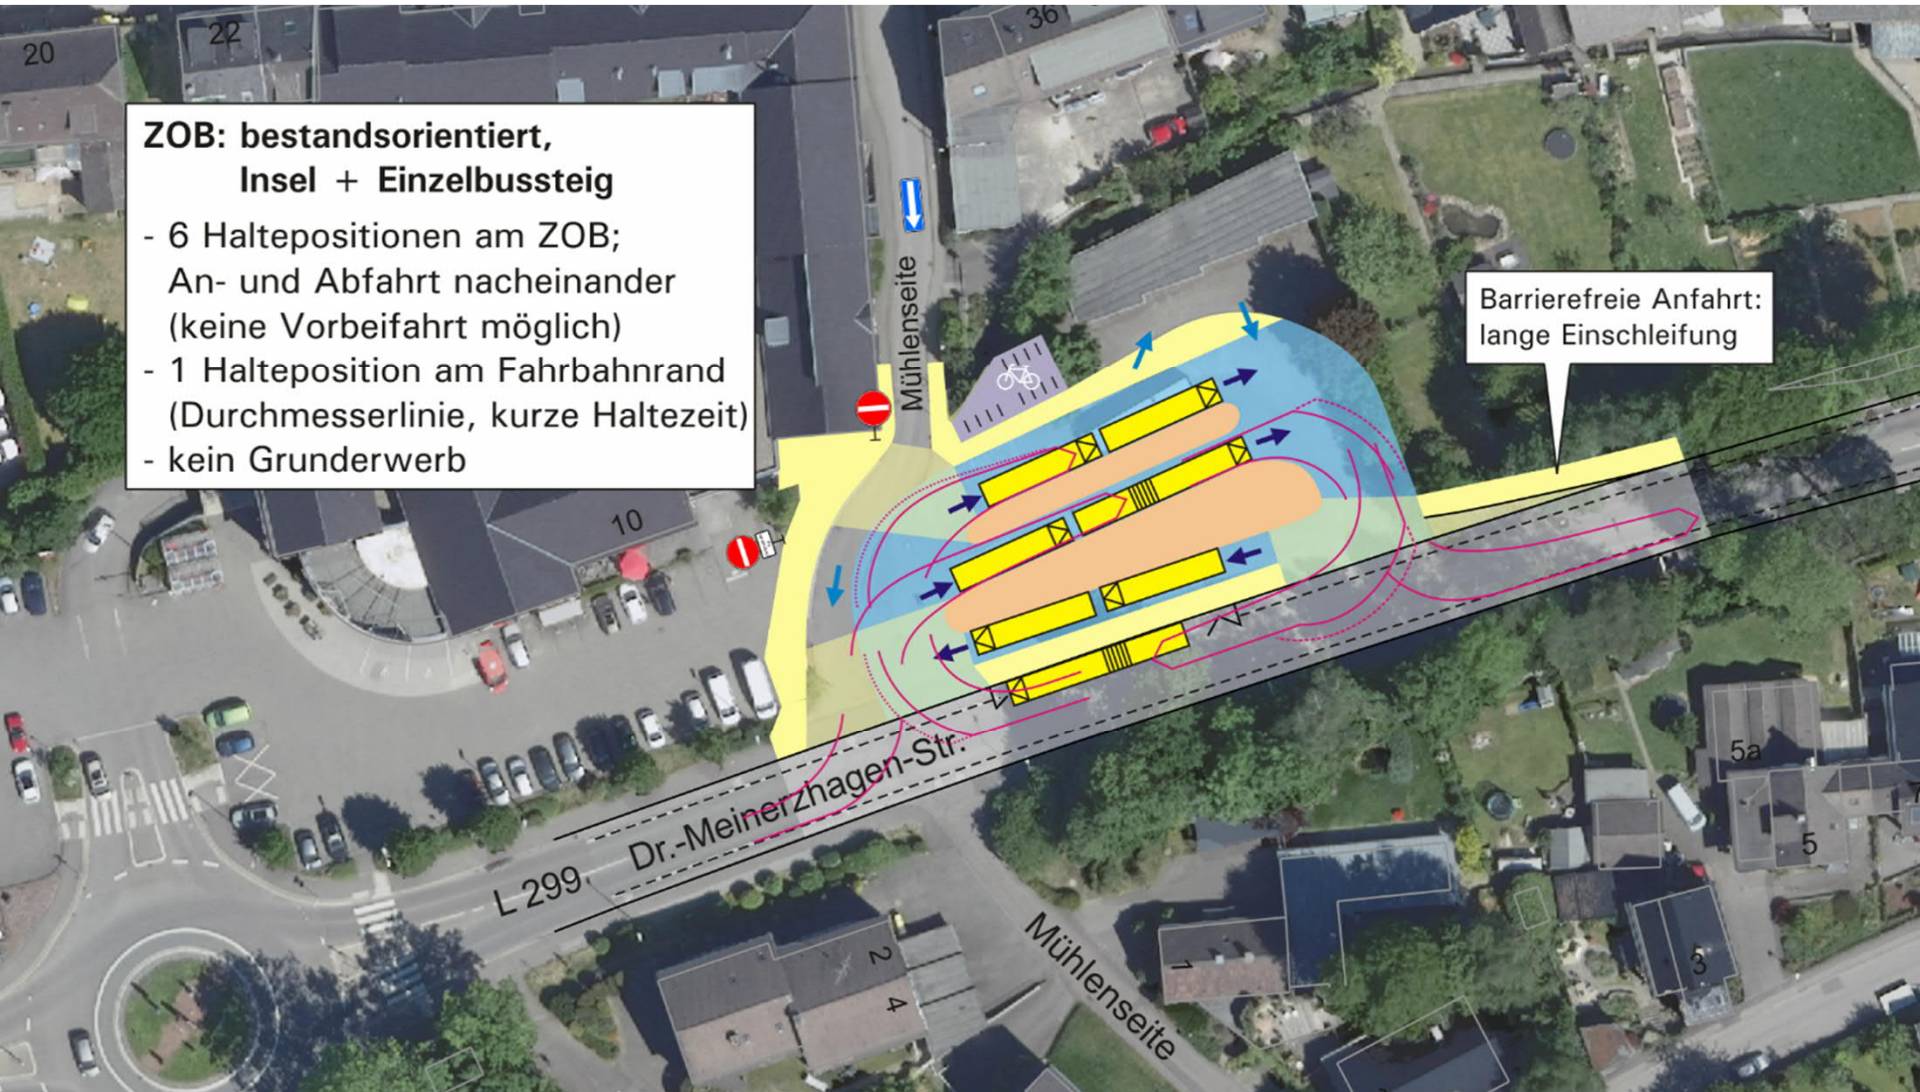 20
22
36
ZOB: bestandsorientiert,
Insel + Einzelbussteig
- 6 Haltepositionen am ZOB;
An- und Abfahrt nacheinander
(keine Vorbeifahrt möglich)
- 1 Halteposition am Fahrbahnrand
(Durchmesserlinie, kurze Haltezeit)
- kein Grunderwerb
Mühlenseite
Barrierefreie Anfahrt:
lange Einschleifung
10
Dr.-Meinerzhagen-Str.
L 299
Mühlenseite
2
4
1
5a
5
7
3